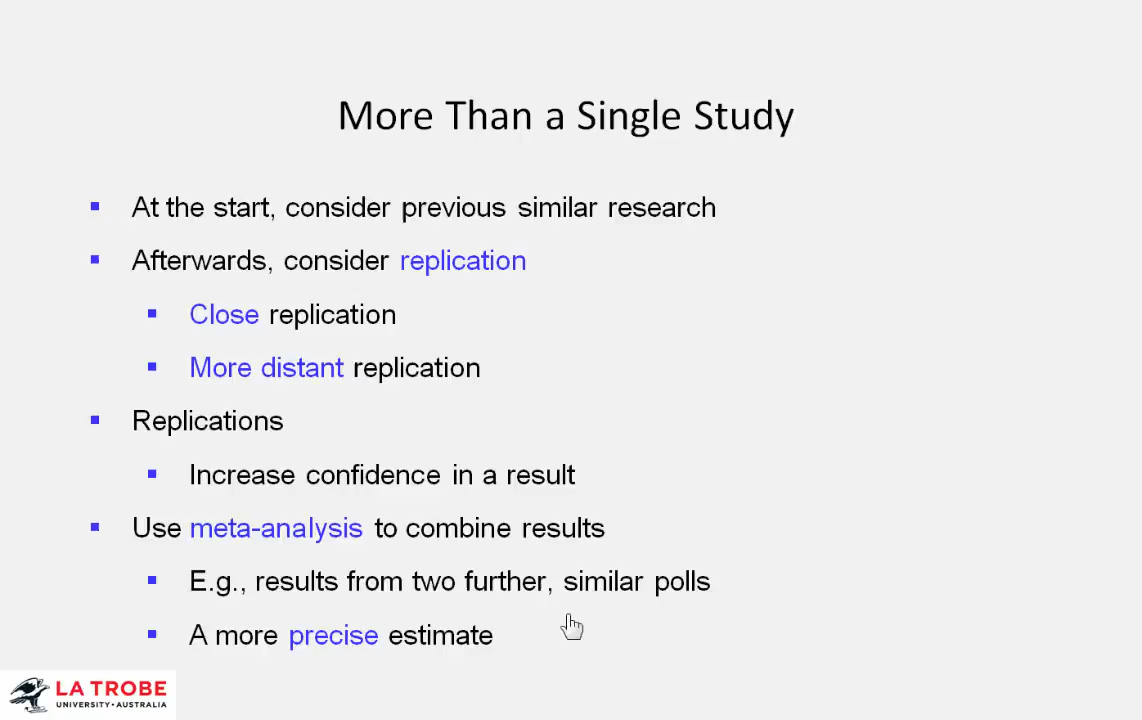 More Than a Single Study
At the start, consider previous similar research
Afterwards, consider replication
Close replication
More distant replication
Replications
Increase confidence in a result
Use meta-analysis to combine results
E.g., results from two further, similar polls
A more precise estimate
LA TROBE
UNIVERSITY • AUSTRALIA